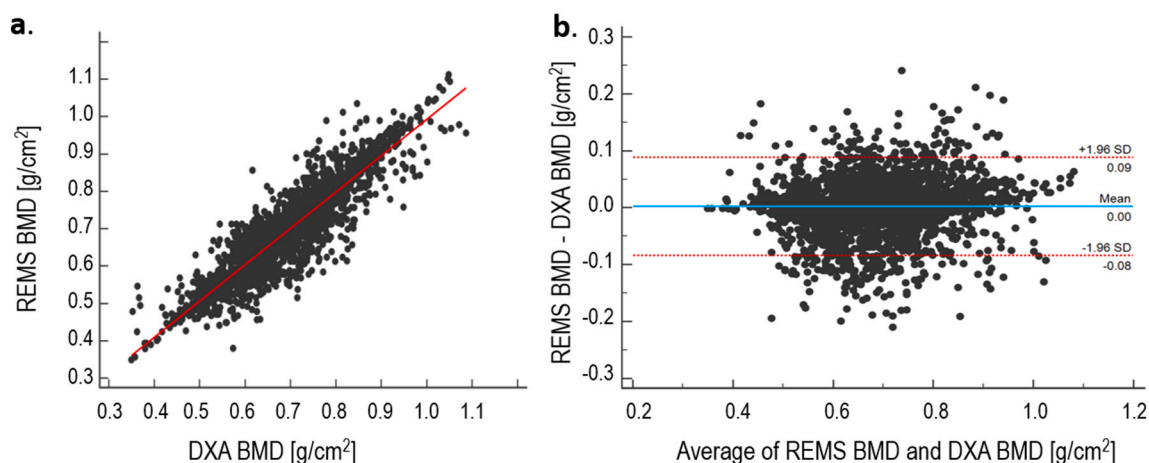 a.
REMS BMD [g/cm²]
1.1
1.0
0.9
0.8
0.7
0.6
0.5
0.4
0.3
0.3 0.4 0.5 0.6 0.7 0.8 0.9 1.0 1.1
DXA BMD [g/cm²]
b.
REMS BMD - DXA BMD [g/cm²]
0.3
0.2
0.1
0.0
-0.1
-0.2
-0.3
+1.96 SD
0.09
Mean
0.00
-1.96 SD
-0.08
0.2 0.4 0.6 0.8 1.0 1.2
Average of REMS BMD and DXA BMD [g/cm²]